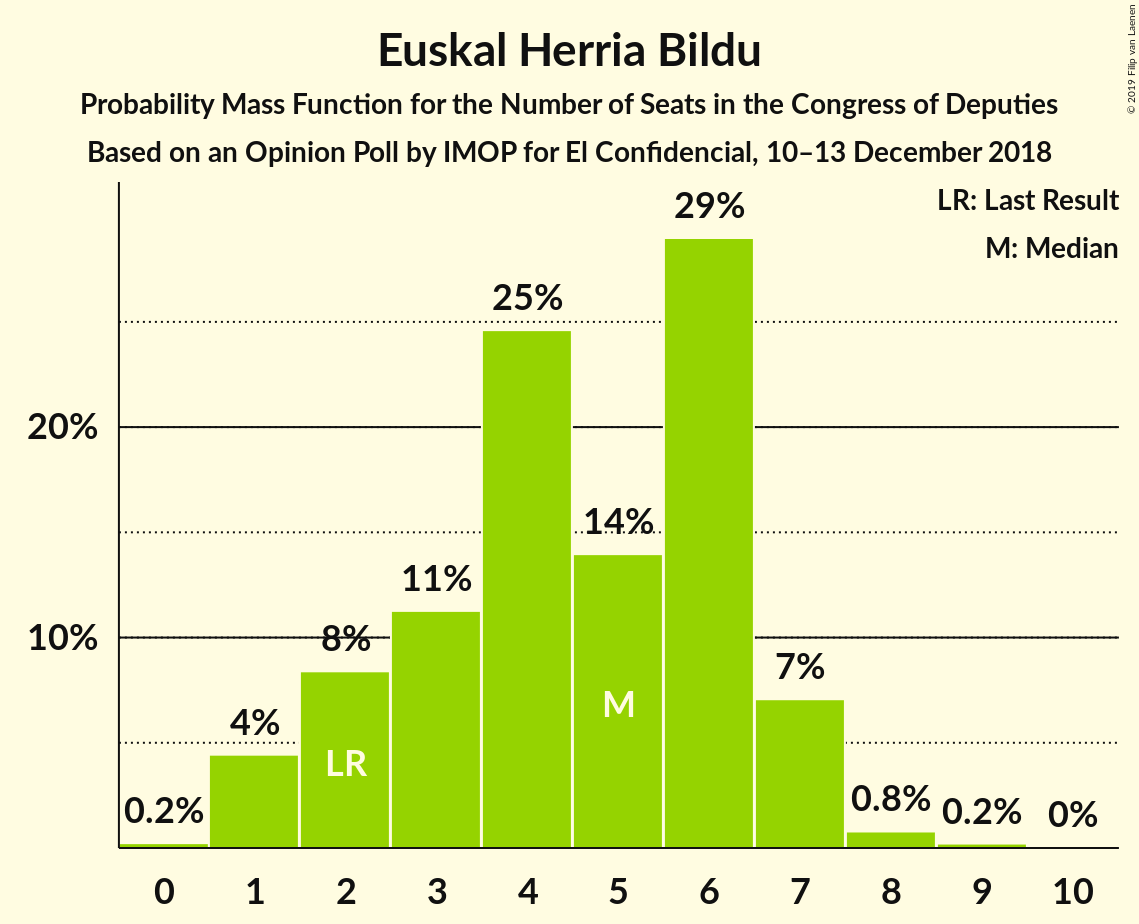 © 2019 Filip van Laenen
Euskal Herria Bildu
Probability Mass Function for the Number of Seats in the Congress of Deputies
Based on an Opinion Poll by IMOP for El Confidencial, 10–13 December 2018
LR: Last Result
M: Median
29%
25%
20%
14%
11%
10%
8%
7%
4%
M
LR
0.2%
0.8%
0.2%
0%
0 1 2 3 4 5 6 7 8 9 10